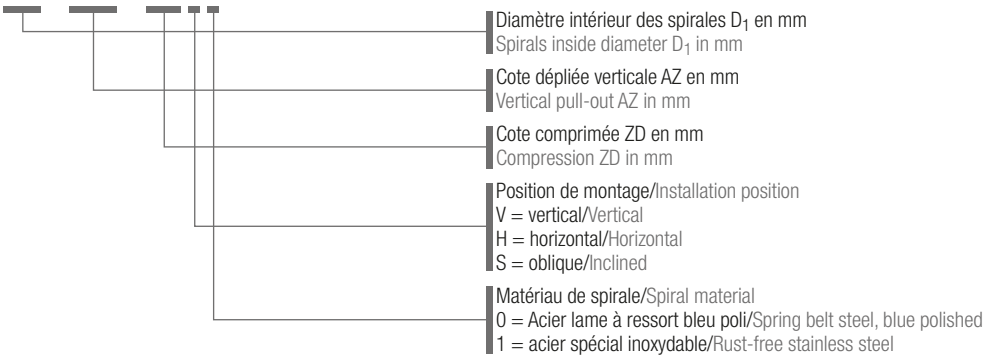 Diamètre intérieur des spirales D₁ en mm
Spirals inside diameter D₁ in mm
Cote dépliée verticale AZ en mm
Vertical pull-out AZ in mm
Cote comprimée ZD en mm
Compression ZD in mm
Position de montage/Installation position
V = vertical/Vertical
H = horizontal/Horizontal
S = oblique/Inclined
Matériau de spirale/Spiral material
0 = Acier lame à ressort bleu poli/Spring belt steel, blue polished
1 = acier spécial inoxydable/Rust-free stainless steel